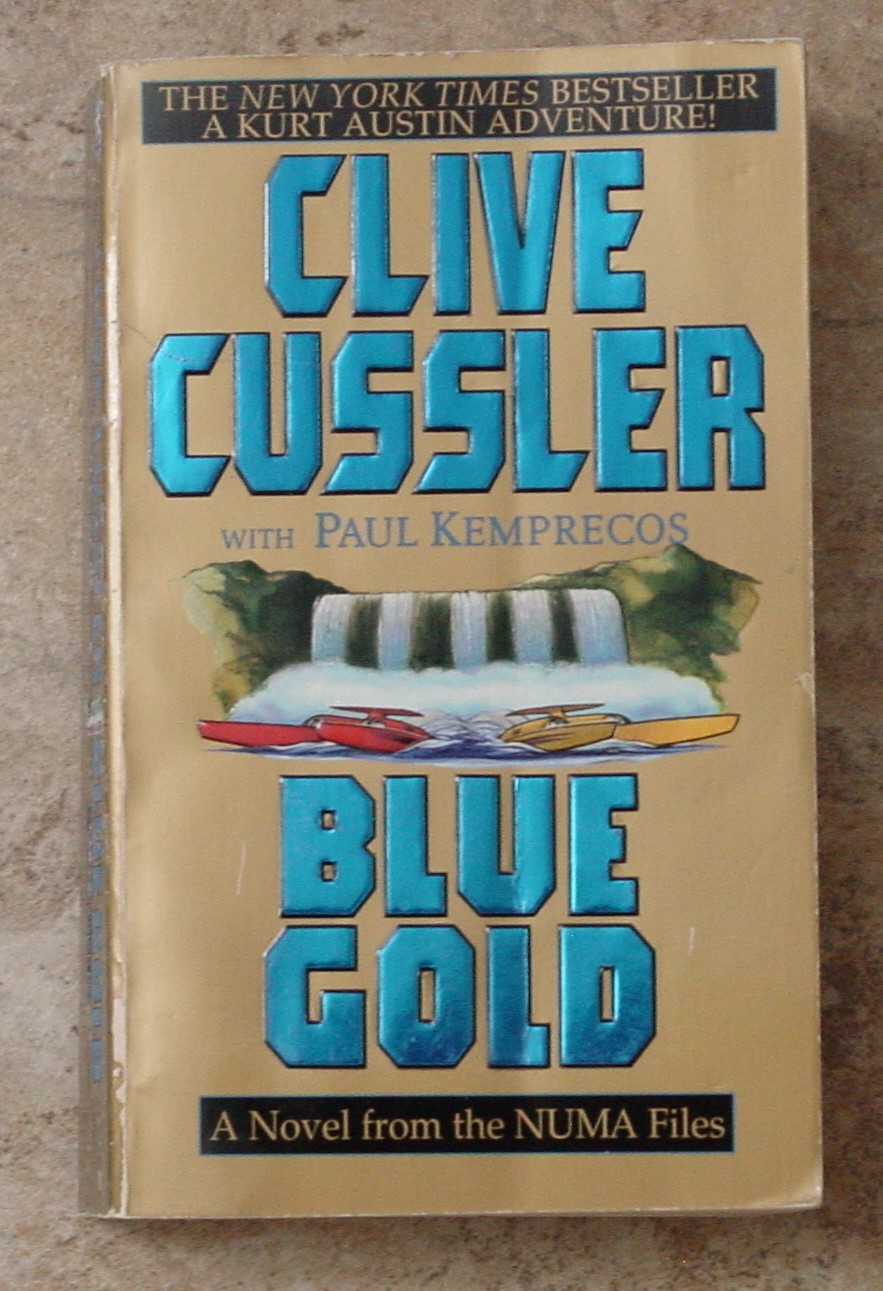 THE NEW YORK TIMES BESTSELLER
A KURT AUSTIN ADVENTURE!
CLIVE
CUSSLER
WITH PAUL KEMPRECOS
BLUE
GOLD
A Novel from the NUMA Files